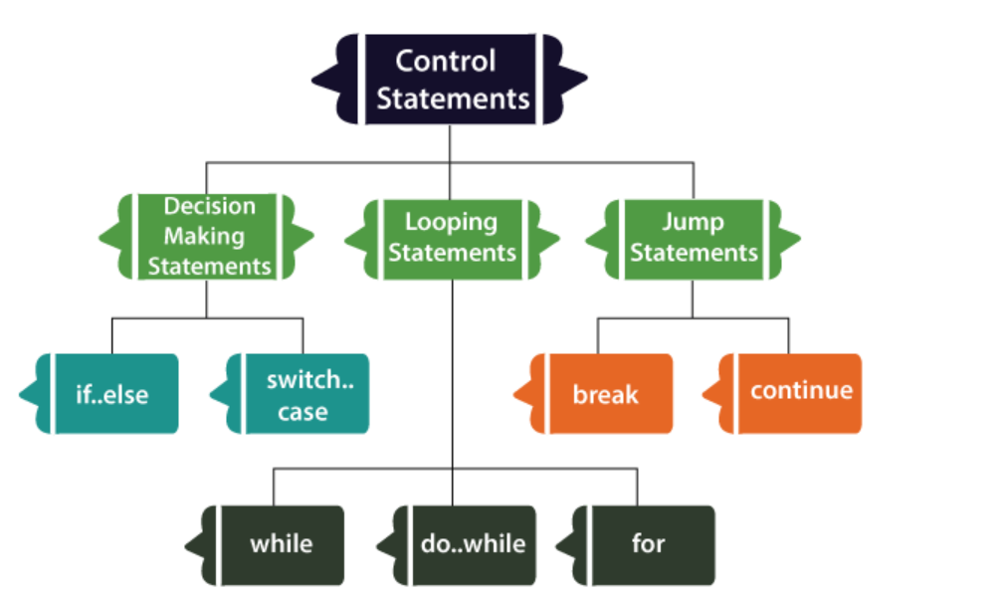 Control
Statements
Decision
Making
Statements
Looping
Statements
Jump
Statements
if..else
switch..
case
break
continue
while
do..while
for